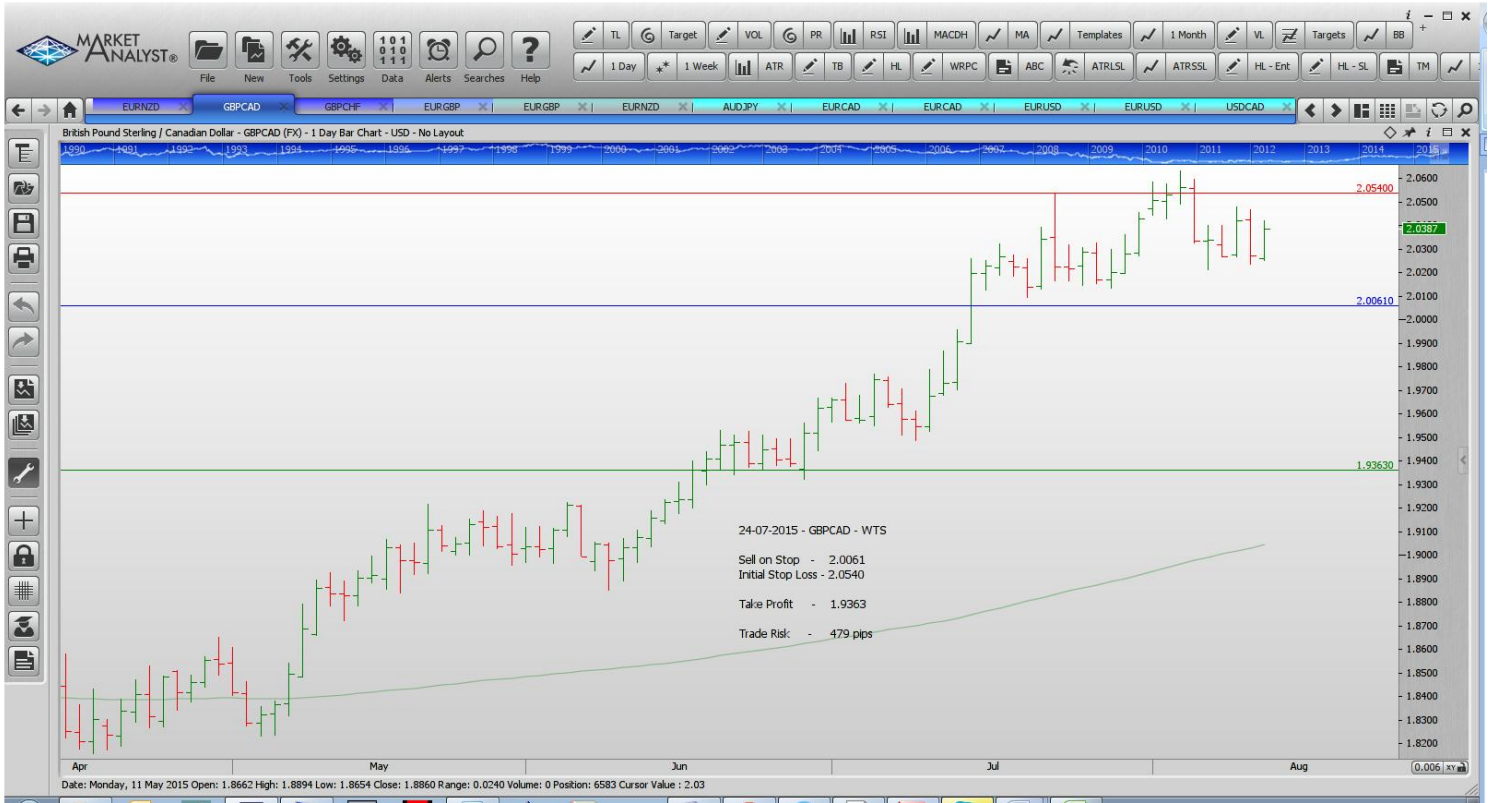 i
MARKET ANALYST®
File New Tools Settings Data Alerts Searches Help
TL Target VOL PR RSI MACDH MA Templates 1 Month VL Targets BB +
1 Day 1 Week ATR TB HL WRPC ABC ATRLSL ATRSSL HL - Ent HL - SL TM
EURNZD GBPCAD GBPCHF EURGBP EURGBP EURNZD AUDJPY EURCAD EURCAD EURUSD EURUSD USDCAD
British Pound Sterling / Canadian Dollar - GBPCAD (FX) - 1 Day Bar Chart - USD - No Layout
1990 1991 1992 1993 1994 1995 1996 1997 1998 1999 2000 2001 2002 2003 2004 2005 2006 2007 2008 2009 2010 2011 2012 2013 2014 2015
2.0600
2.05400
2.0500
2.0387
2.0300
2.0200
2.0100
2.00610
2.0000
1.9900
1.9800
1.9700
1.9600
1.9500
1.9400
1.93630
1.9300
1.9200
1.9100
1.9000
1.8900
1.8800
1.8700
1.8600
1.8500
1.8400
1.8300
1.8200
24-07-2015 - GBPCAD - WTS
Sell on Stop - 2.0061
Initial Stop Loss - 2.0540
Take Profit - 1.9363
Trade Risk - 479 pips
Apr May Jun Jul Aug
0.006 XY
Date: Monday, 11 May 2015 Open: 1.8662 High: 1.8894 Low: 1.8654 Close: 1.8860 Range: 0.0240 Volume: 0 Position: 6583 Cursor Value : 2.03